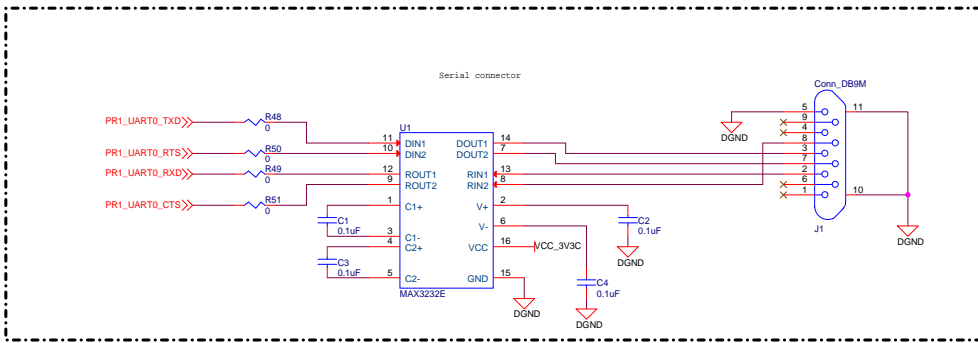 Serial connector
Conn_DB9M
PR1_UART0_TXD
R48
0
PR1_UART0_RTS
R50
0
PR1_UART0_RXD
R49
0
PR1_UART0_CTS
R51
0
U1
11 DIN1 DOUT1 14
10 DIN2 DOUT2 7
12 ROUT1 RIN1 13
9 ROUT2 RIN2 8
1 C1+ V+ 2
3 C1- V- 6
4 C2+ VCC 16
5 C2- GND 15
MAX3232E
C1
0.1uF
C3
0.1uF
C2
0.1uF
DGND
VCC_3V3C
C4
0.1uF
DGND
DGND
DGND
5
9
4
8
3
7
2
6
1
11
10
J1
DGND